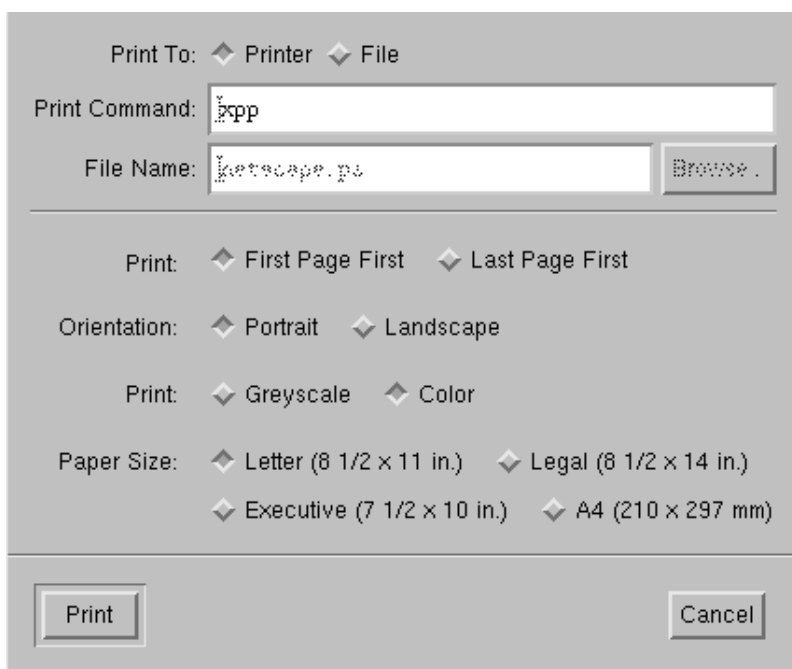 Print To: Printer File
Print Command: xpp
File Name: netscape.ps Browse..
Print: First Page First Last Page First
Orientation: Portrait Landscape
Print: Greyscale Color
Paper Size: Letter (8 1/2 x 11 in.) Legal (8 1/2 x 14 in.)
Executive (7 1/2 x 10 in.) A4 (210 x 297 mm)
Print Cancel